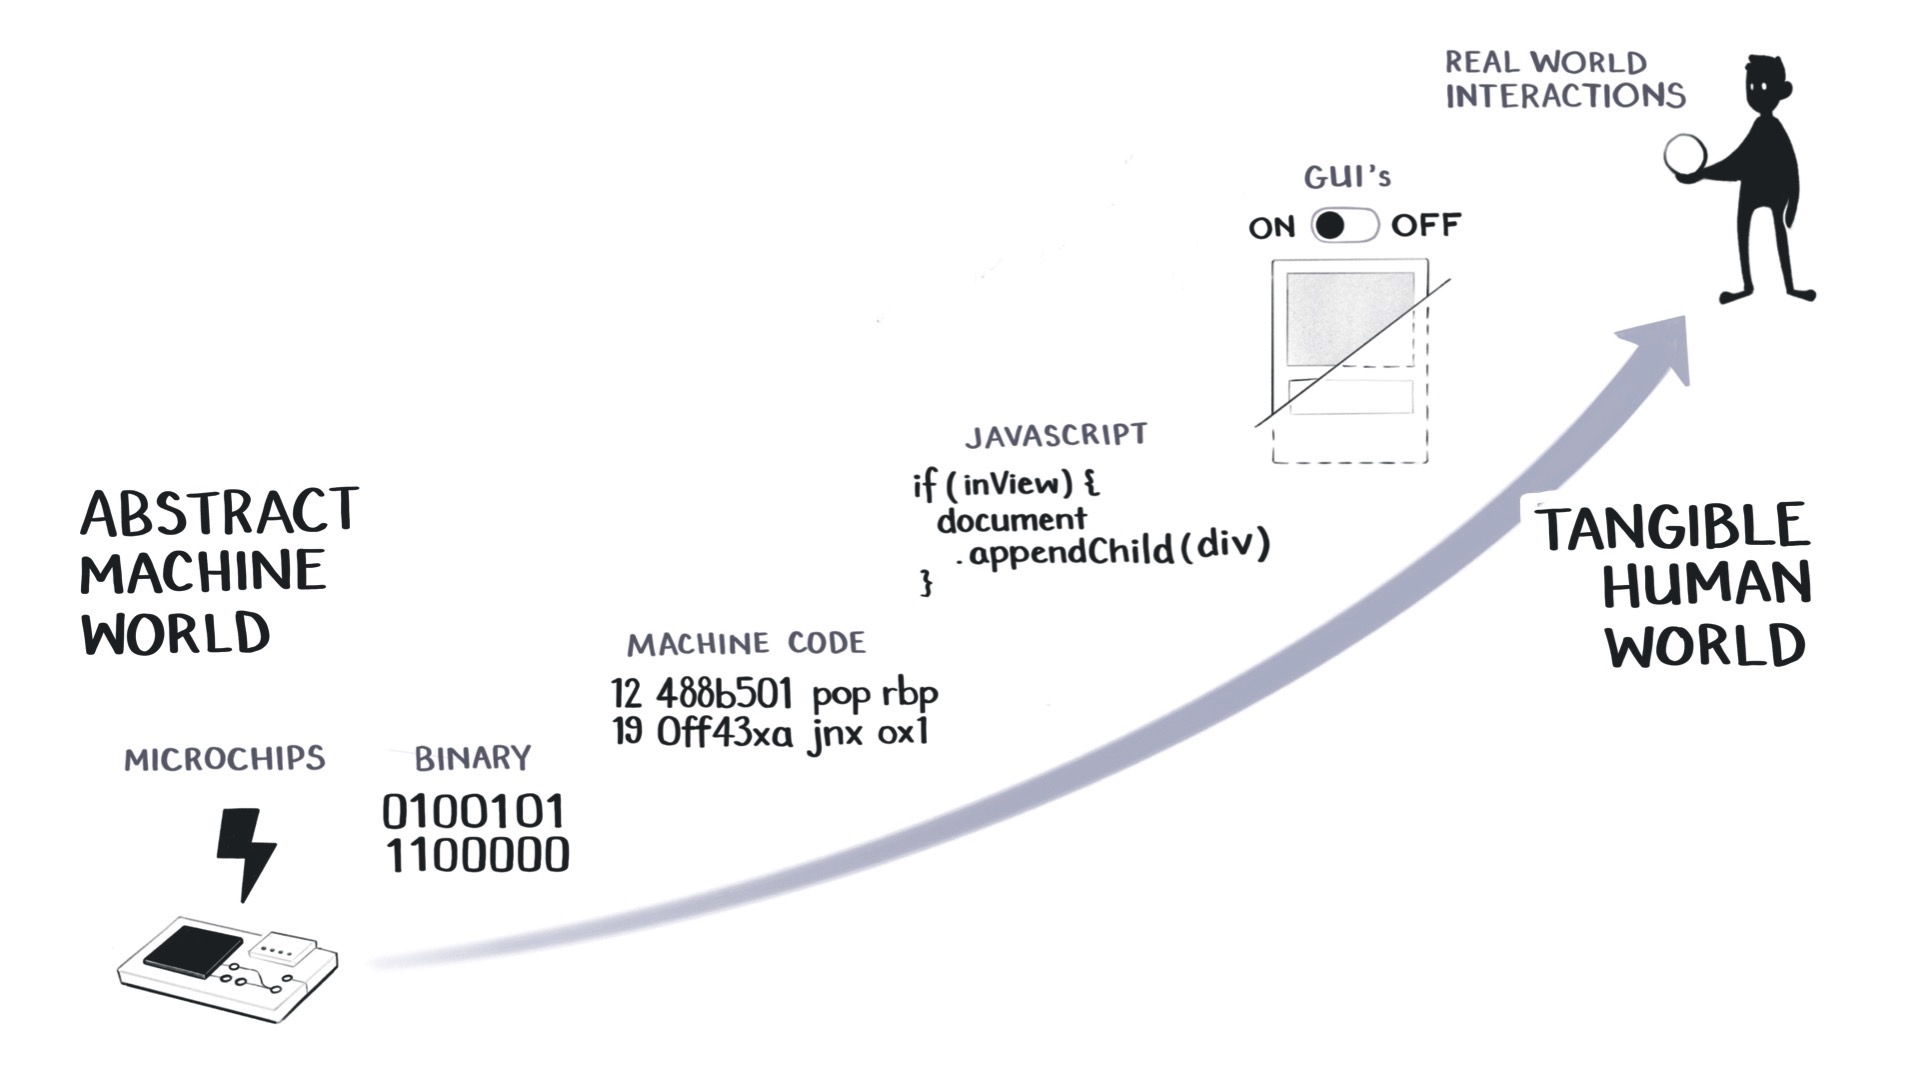 REAL WORLD
INTERACTIONS
GUI's
ON OFF
JAVASCRIPT
if (inView) {
document
.appendChild(div)
}
ABSTRACT
MACHINE
WORLD
TANGIBLE
HUMAN
WORLD
MACHINE CODE
12 488b501 pop rbp
19 0ff43xa jnx ox1
MICROCHIPS
BINARY
0100101
1100000